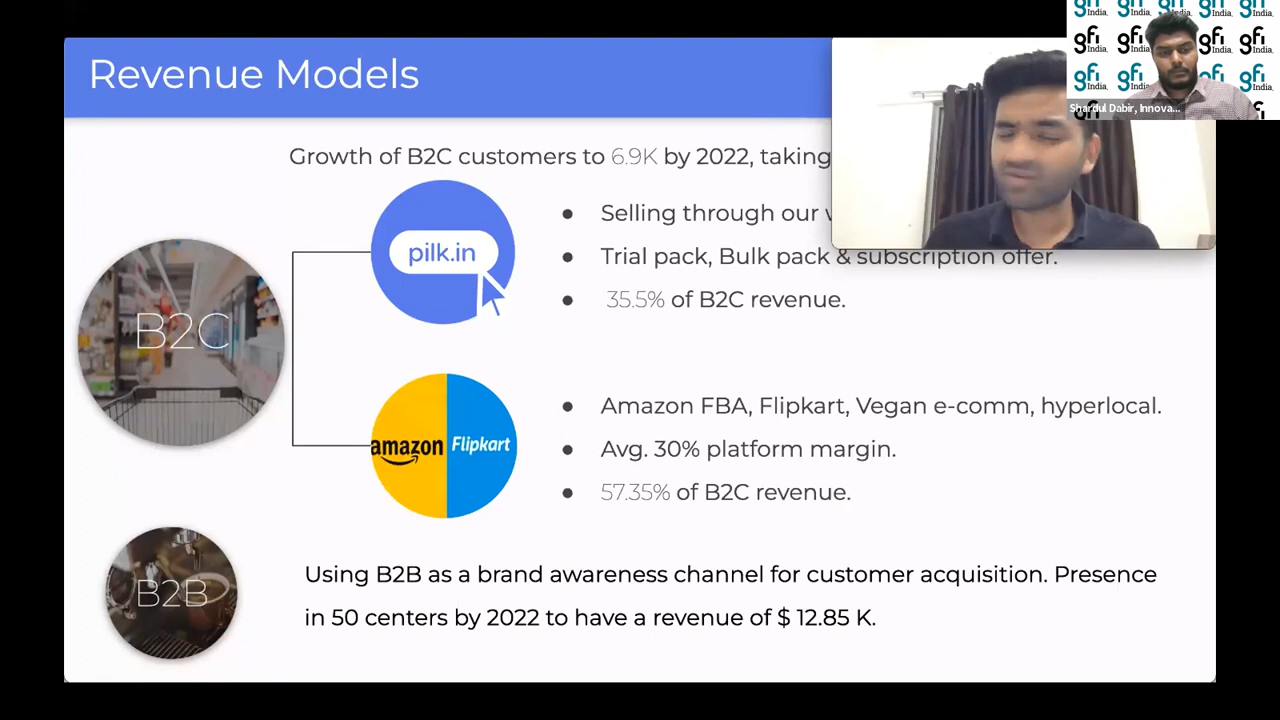 Revenue Models
Growth of B2C customers to 6.9K by 2022, taking
pilk.in
Selling through our
Trial pack, Bulk pack & subscription offer.
35.5% of B2C revenue.
B2C
amazon
Flipkart
Amazon FBA, Flipkart, Vegan e-comm, hyperlocal.
Avg. 30% platform margin.
57.35% of B2C revenue.
B2B
Using B2B as a brand awareness channel for customer acquisition. Presence
in 50 centers by 2022 to have a revenue of $ 12.85 K.
gfi India.
Shardul Dabir, Innova...